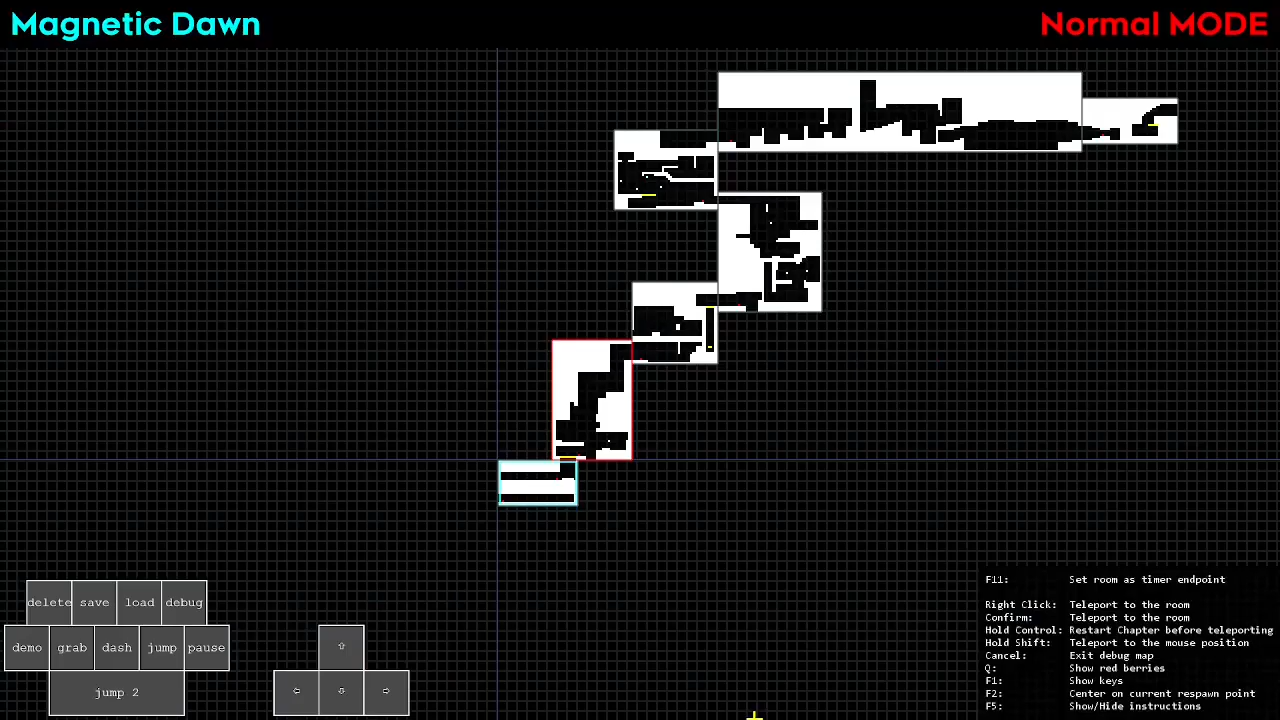 Magnetic Dawn
Normal MODE
delete save load debug
demo grab dash jump pause
jump 2
F11: Set room as timer endpoint
Right Click: Teleport to the room
Confirm: Teleport to the room
Hold Control: Restart Chapter before teleporting
Hold Shift: Teleport to the mouse position
Cancel: Exit debug map
Q: Show red berries
F1: Show keys
F2: Center on current respawn point
F5: Show/Hide instructions